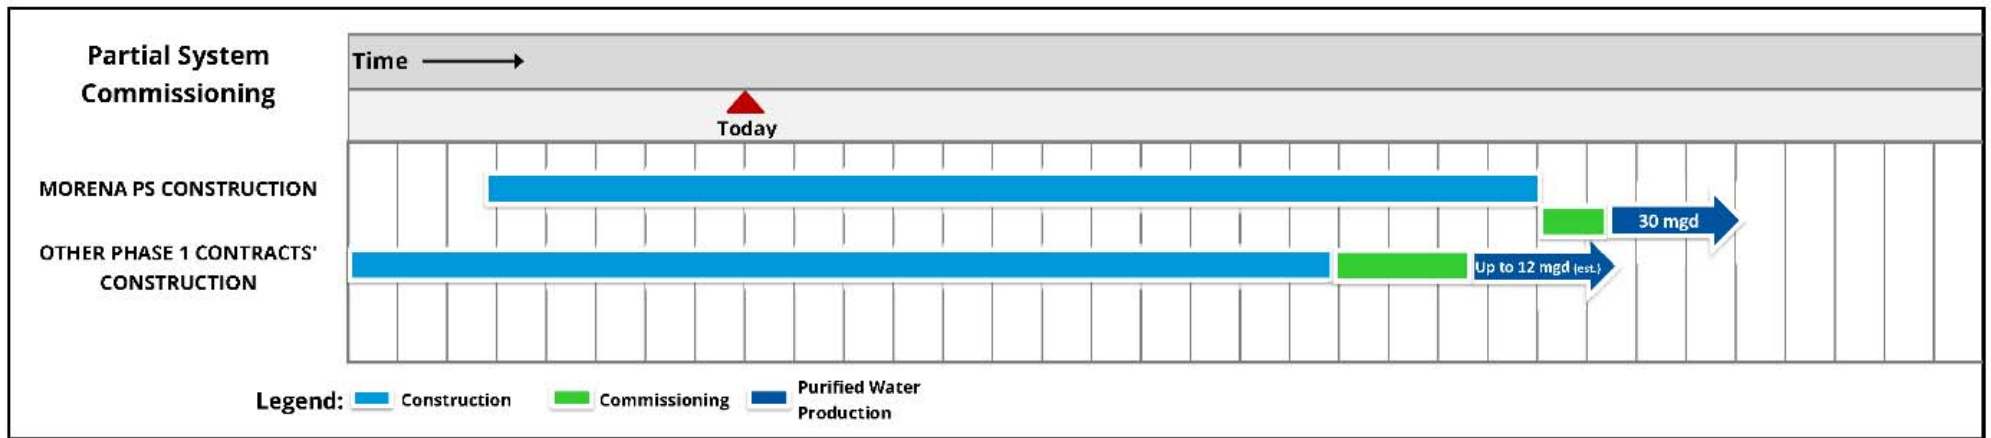 Partial System
Commissioning
Time
Today
MORENA PS CONSTRUCTION
30 mgd
OTHER PHASE 1 CONTRACTS'
CONSTRUCTION
Up to 12 mgd (est.)
Legend:
Construction
Commissioning
Purified Water
Production